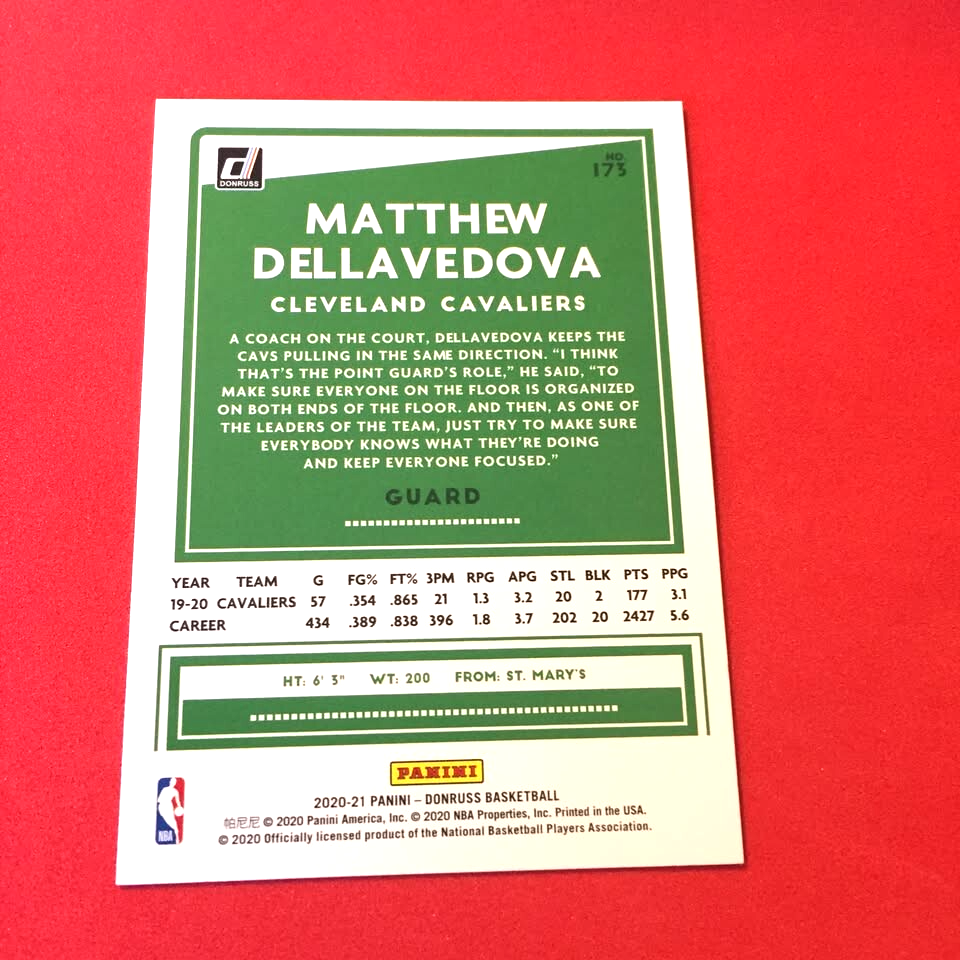 DONRUSS
NO.
173
MATTHEW
DELLAVEDOVA
CLEVELAND CAVALIERS
A COACH ON THE COURT, DELLAVEDOVA KEEPS THE
CAVS PULLING IN THE SAME DIRECTION. “I THINK
THAT’S THE POINT GUARD’S ROLE,” HE SAID, “TO
MAKE SURE EVERYONE ON THE FLOOR IS ORGANIZED
ON BOTH ENDS OF THE FLOOR. AND THEN, AS ONE OF
THE LEADERS OF THE TEAM, JUST TRY TO MAKE SURE
EVERYBODY KNOWS WHAT THEY’RE DOING
AND KEEP EVERYONE FOCUSED.”
GUARD
YEAR TEAM G FG% FT% 3PM RPG APG STL BLK PTS PPG
19-20 CAVALIERS 57 .354 .865 21 1.3 3.2 20 2 177 3.1
CAREER 434 .389 .838 396 1.8 3.7 202 20 2427 5.6
HT: 6' 3" WT: 200 FROM: ST. MARY'S
PANINI
2020-21 PANINI – DONRUSS BASKETBALL
帕尼尼 © 2020 Panini America, Inc. © 2020 NBA Properties, Inc. Printed in the USA.
© 2020 Officially licensed product of the National Basketball Players Association.
NBA